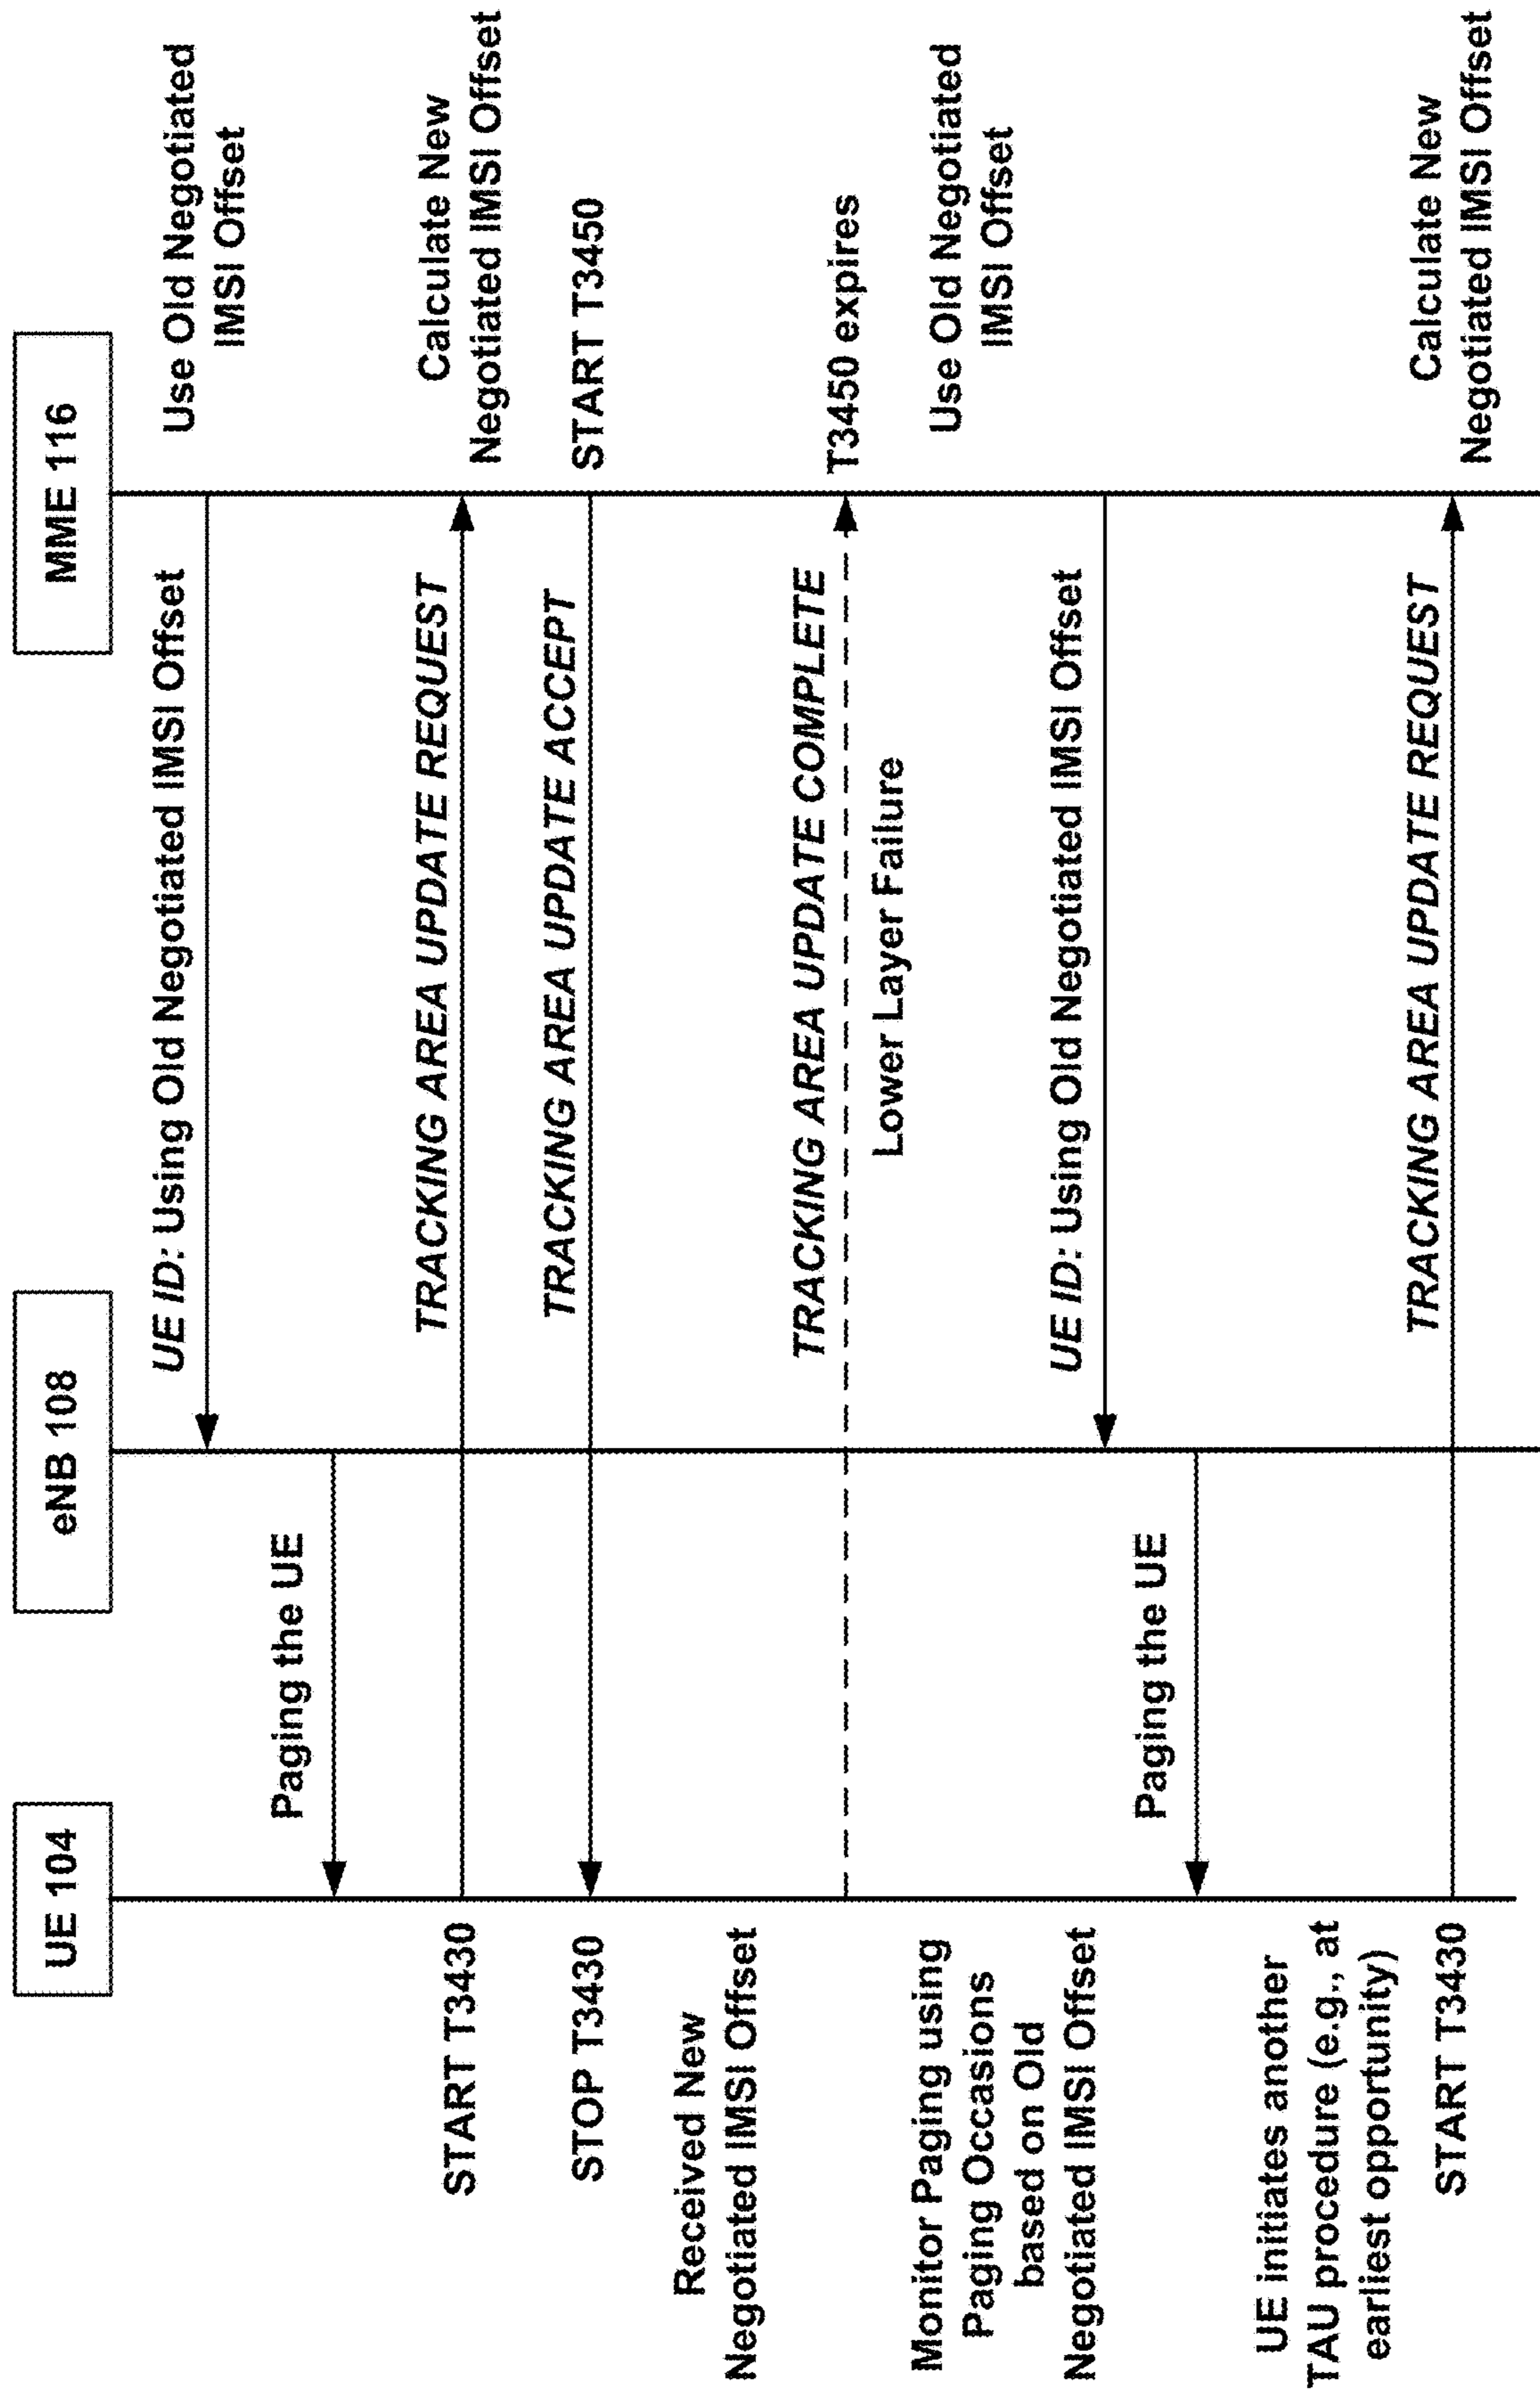 UE 104
eNB 108
MME 116
Use Old Negotiated
IMSI Offset
UE ID: Using Old Negotiated IMSI Offset
Paging the UE
START T3430
TRACKING AREA UPDATE REQUEST
Calculate New
Negotiated IMSI Offset
STOP T3430
TRACKING AREA UPDATE ACCEPT
START T3450
Received New
Negotiated IMSI Offset
TRACKING AREA UPDATE COMPLETE
T3450 expires
Lower Layer Failure
Monitor Paging using
Paging Occasions
based on Old
Negotiated IMSI Offset
Use Old Negotiated
IMSI Offset
UE ID: Using Old Negotiated IMSI Offset
Paging the UE
UE initiates another
TAU procedure (e.g., at
earliest opportunity)
START T3430
TRACKING AREA UPDATE REQUEST
Calculate New
Negotiated IMSI Offset